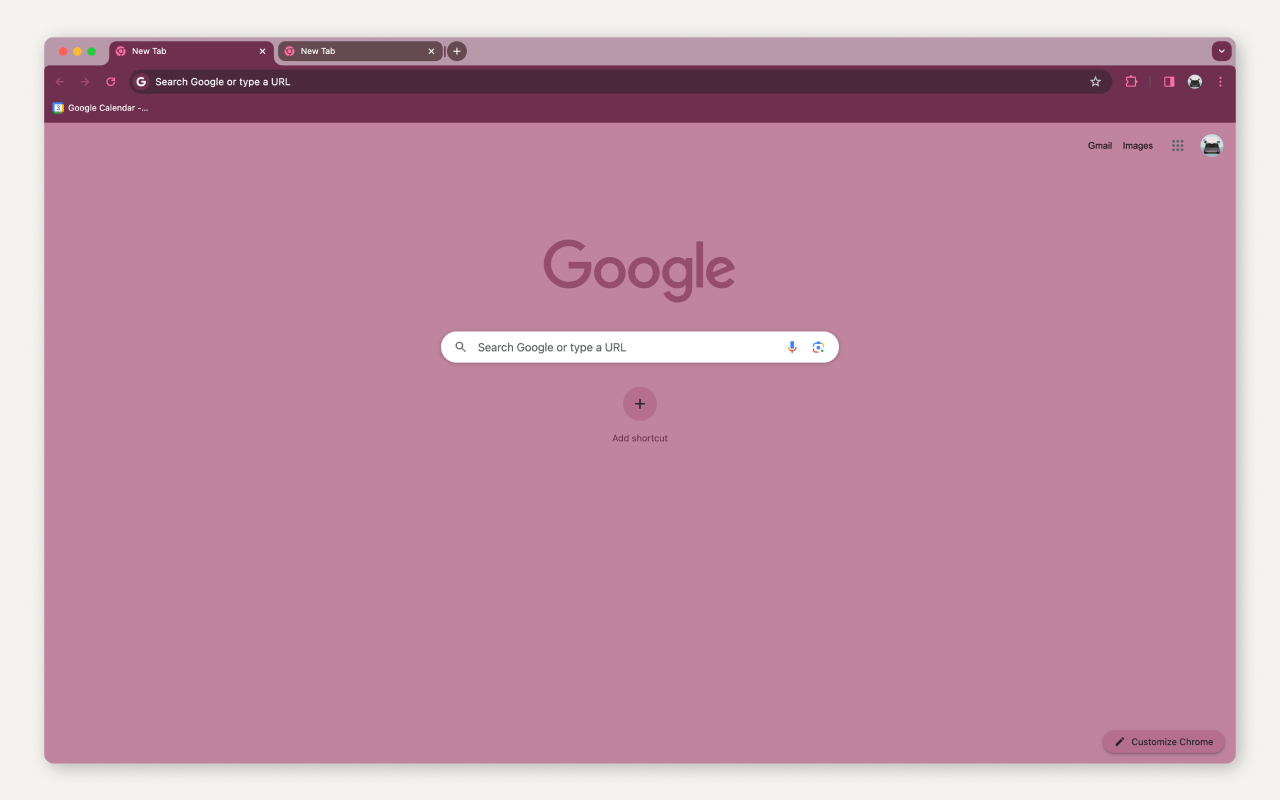 New Tab
New Tab
Search Google or type a URL
Google Calendar -...
Gmail Images
Google
Search Google or type a URL
Add shortcut
Customize Chrome